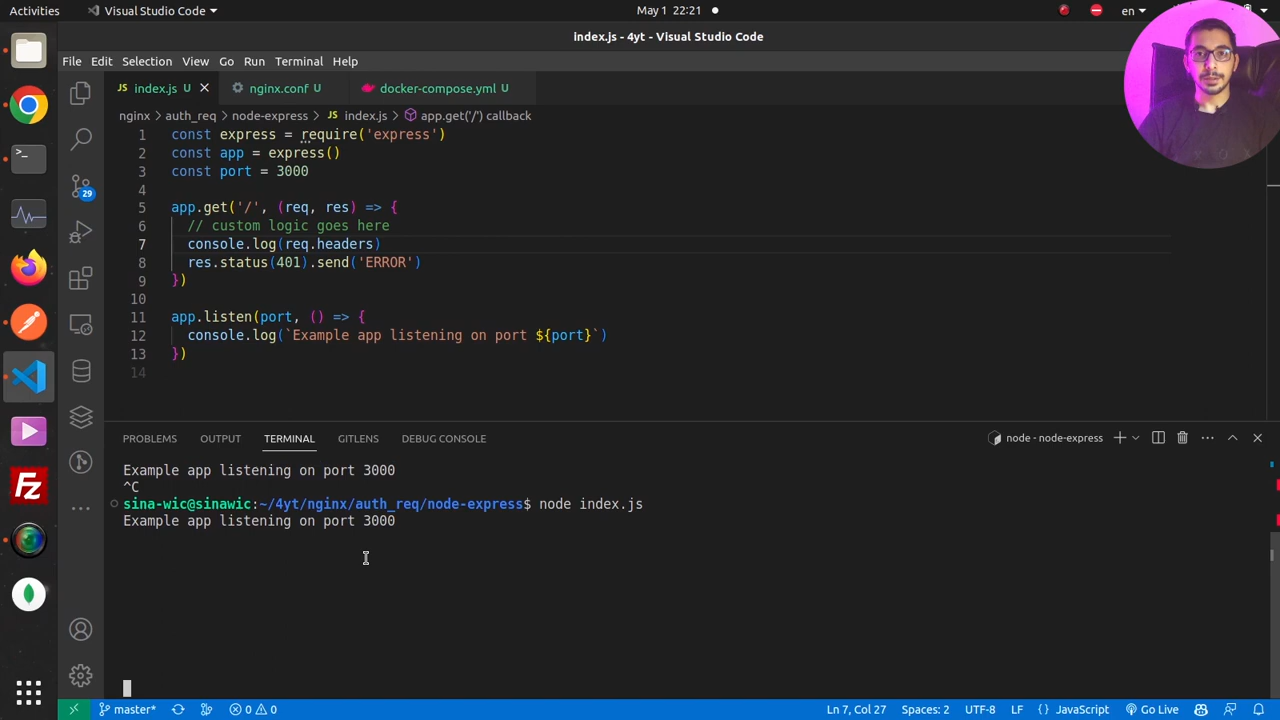 Activities
Visual Studio Code
May 1 22:21
en
index.js - 4yt - Visual Studio Code
File Edit Selection View Go Run Terminal Help
JS index.js U
nginx.conf U
docker-compose.yml U
nginx > auth_req > node-express > JS index.js > app.get('/') callback
1 const express = require('express')
2 const app = express()
3 const port = 3000
4
5 app.get('/', (req, res) => {
6 // custom logic goes here
7 console.log(req.headers)
8 res.status(401).send('ERROR')
9 })
10
11 app.listen(port, () => {
12 console.log(`Example app listening on port ${port}`)
13 })
14
29
PROBLEMS OUTPUT TERMINAL GITLENS DEBUG CONSOLE
node - node-express
Example app listening on port 3000
^C
sina-wic@sinawic:~/4yt/nginx/auth_req/node-express$ node index.js
Example app listening on port 3000
Fz
master* 0 0
Ln 7, Col 27 Spaces: 2 UTF-8 LF {} JavaScript Go Live